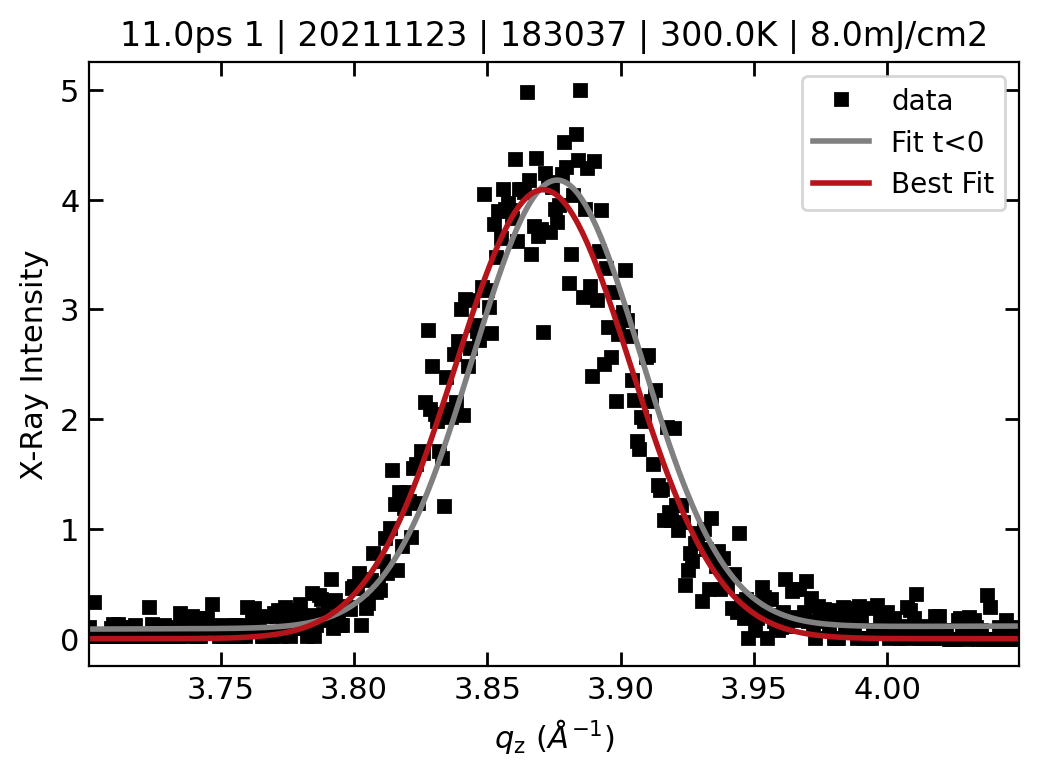 11.0ps 1 | 20211123 | 183037 | 300.0K | 8.0mJ/cm2
data
Fit t<0
Best Fit
X-Ray Intensity
5
4
3
2
1
0
3.75 3.80 3.85 3.90 3.95 4.00
q_z (Å⁻¹)